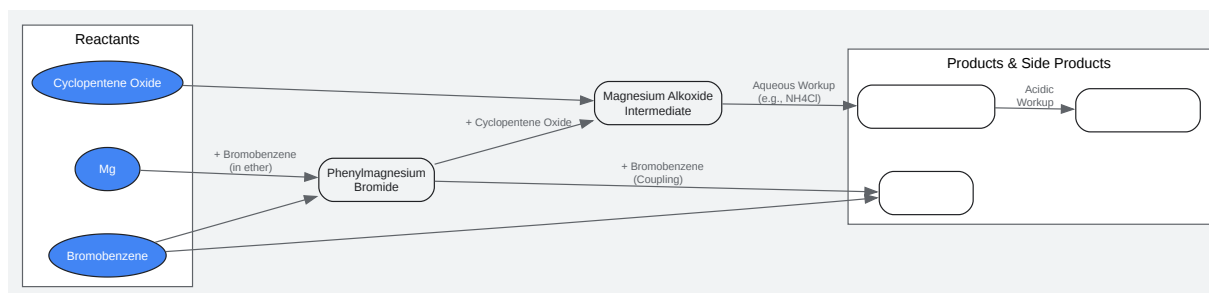 Reactants
Products & Side Products
Cyclopentene Oxide
Magnesium Alkoxide
Intermediate
Aqueous Workup
(e.g., NH4Cl)
Acidic
Workup
+ Cyclopentene Oxide
Mg
+ Bromobenzene
(in ether)
Phenylmagnesium
Bromide
+ Bromobenzene
(Coupling)
Bromobenzene